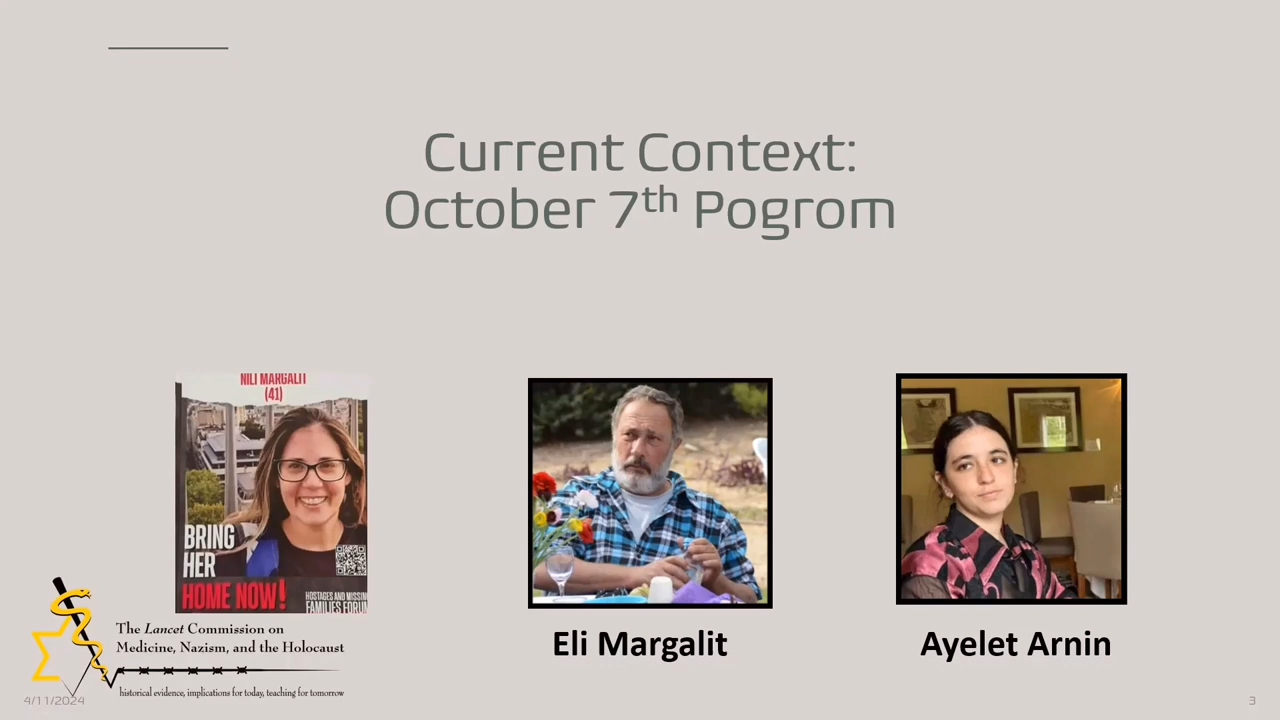 Current Context:
October 7th Pogrom
NILI MARGALIT
(41)
BRING
HER
HOME NOW!
HOSTAGES AND MISSIN
FAMILIES FORUM
Eli Margalit
Ayelet Arnin
The Lancet Commission on
Medicine, Nazism, and the Holocaust
historical evidence, implications for today, teaching for tomorrow
4/11/2024
3